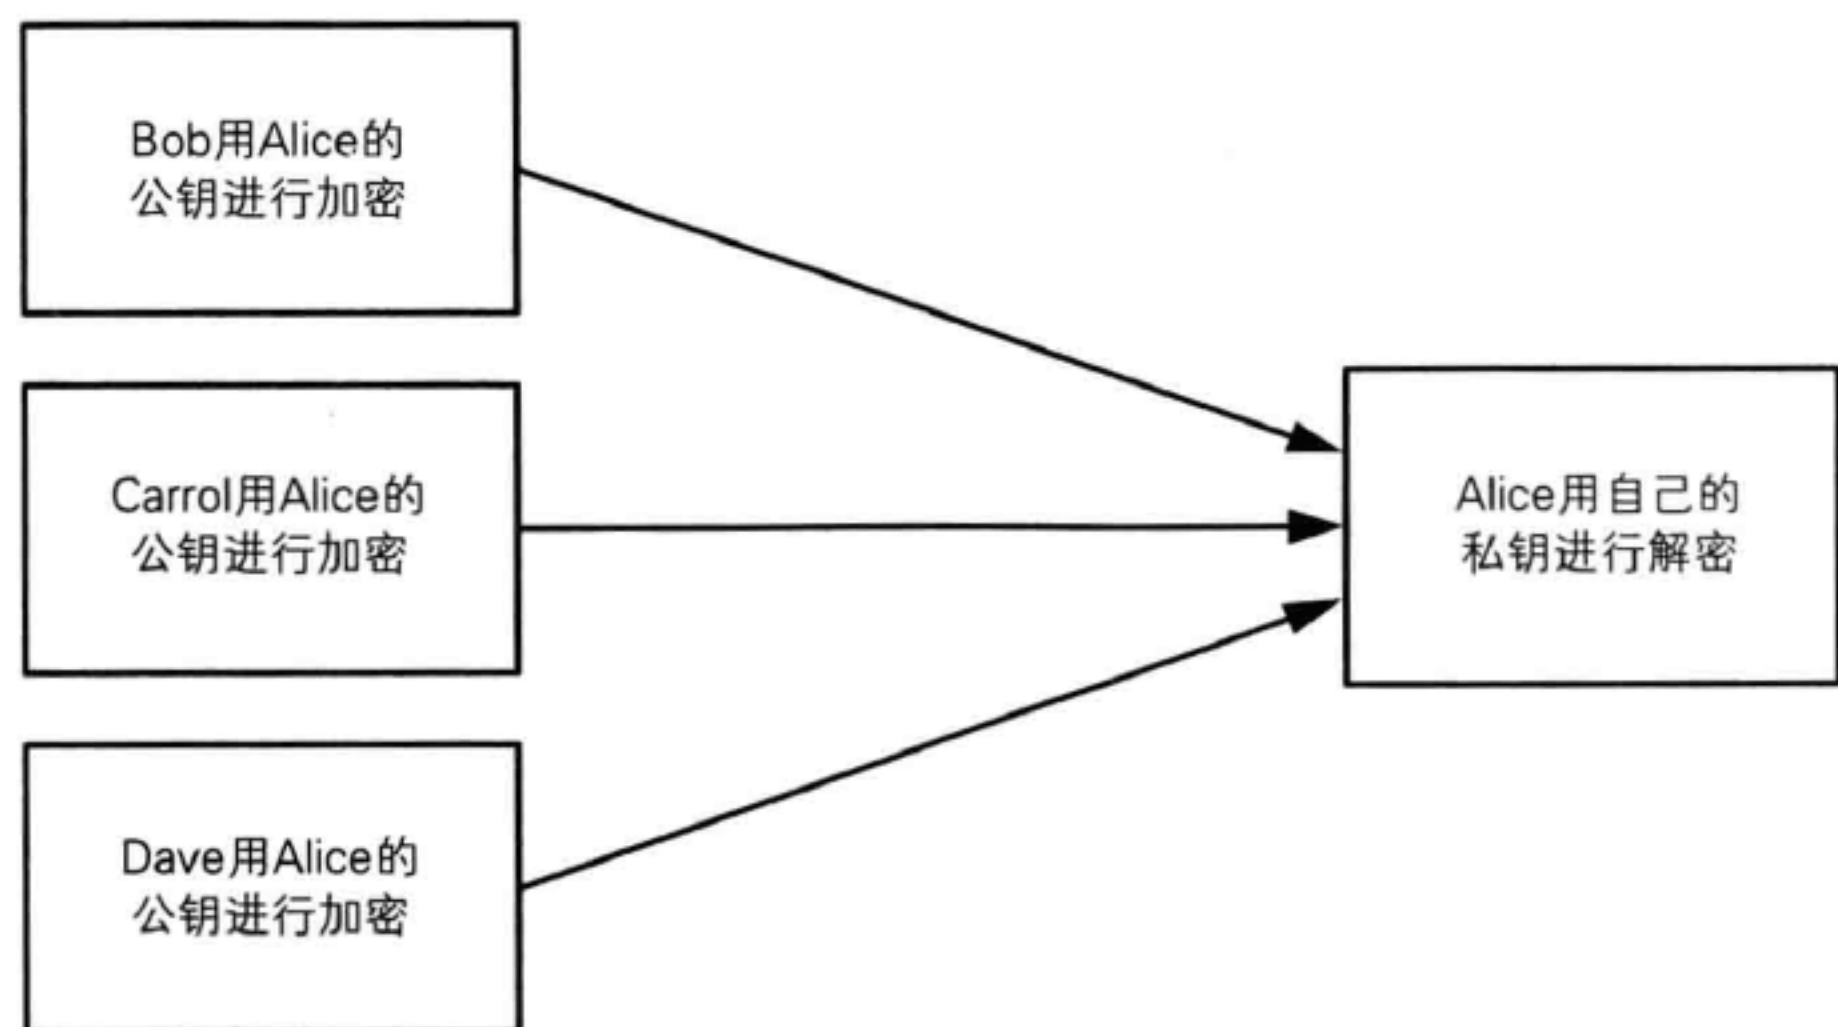 Bob用Alice的
公钥进行加密
Carrol用Alice的
公钥进行加密
Alice用自己的
私钥进行解密
Dave用Alice的
公钥进行加密